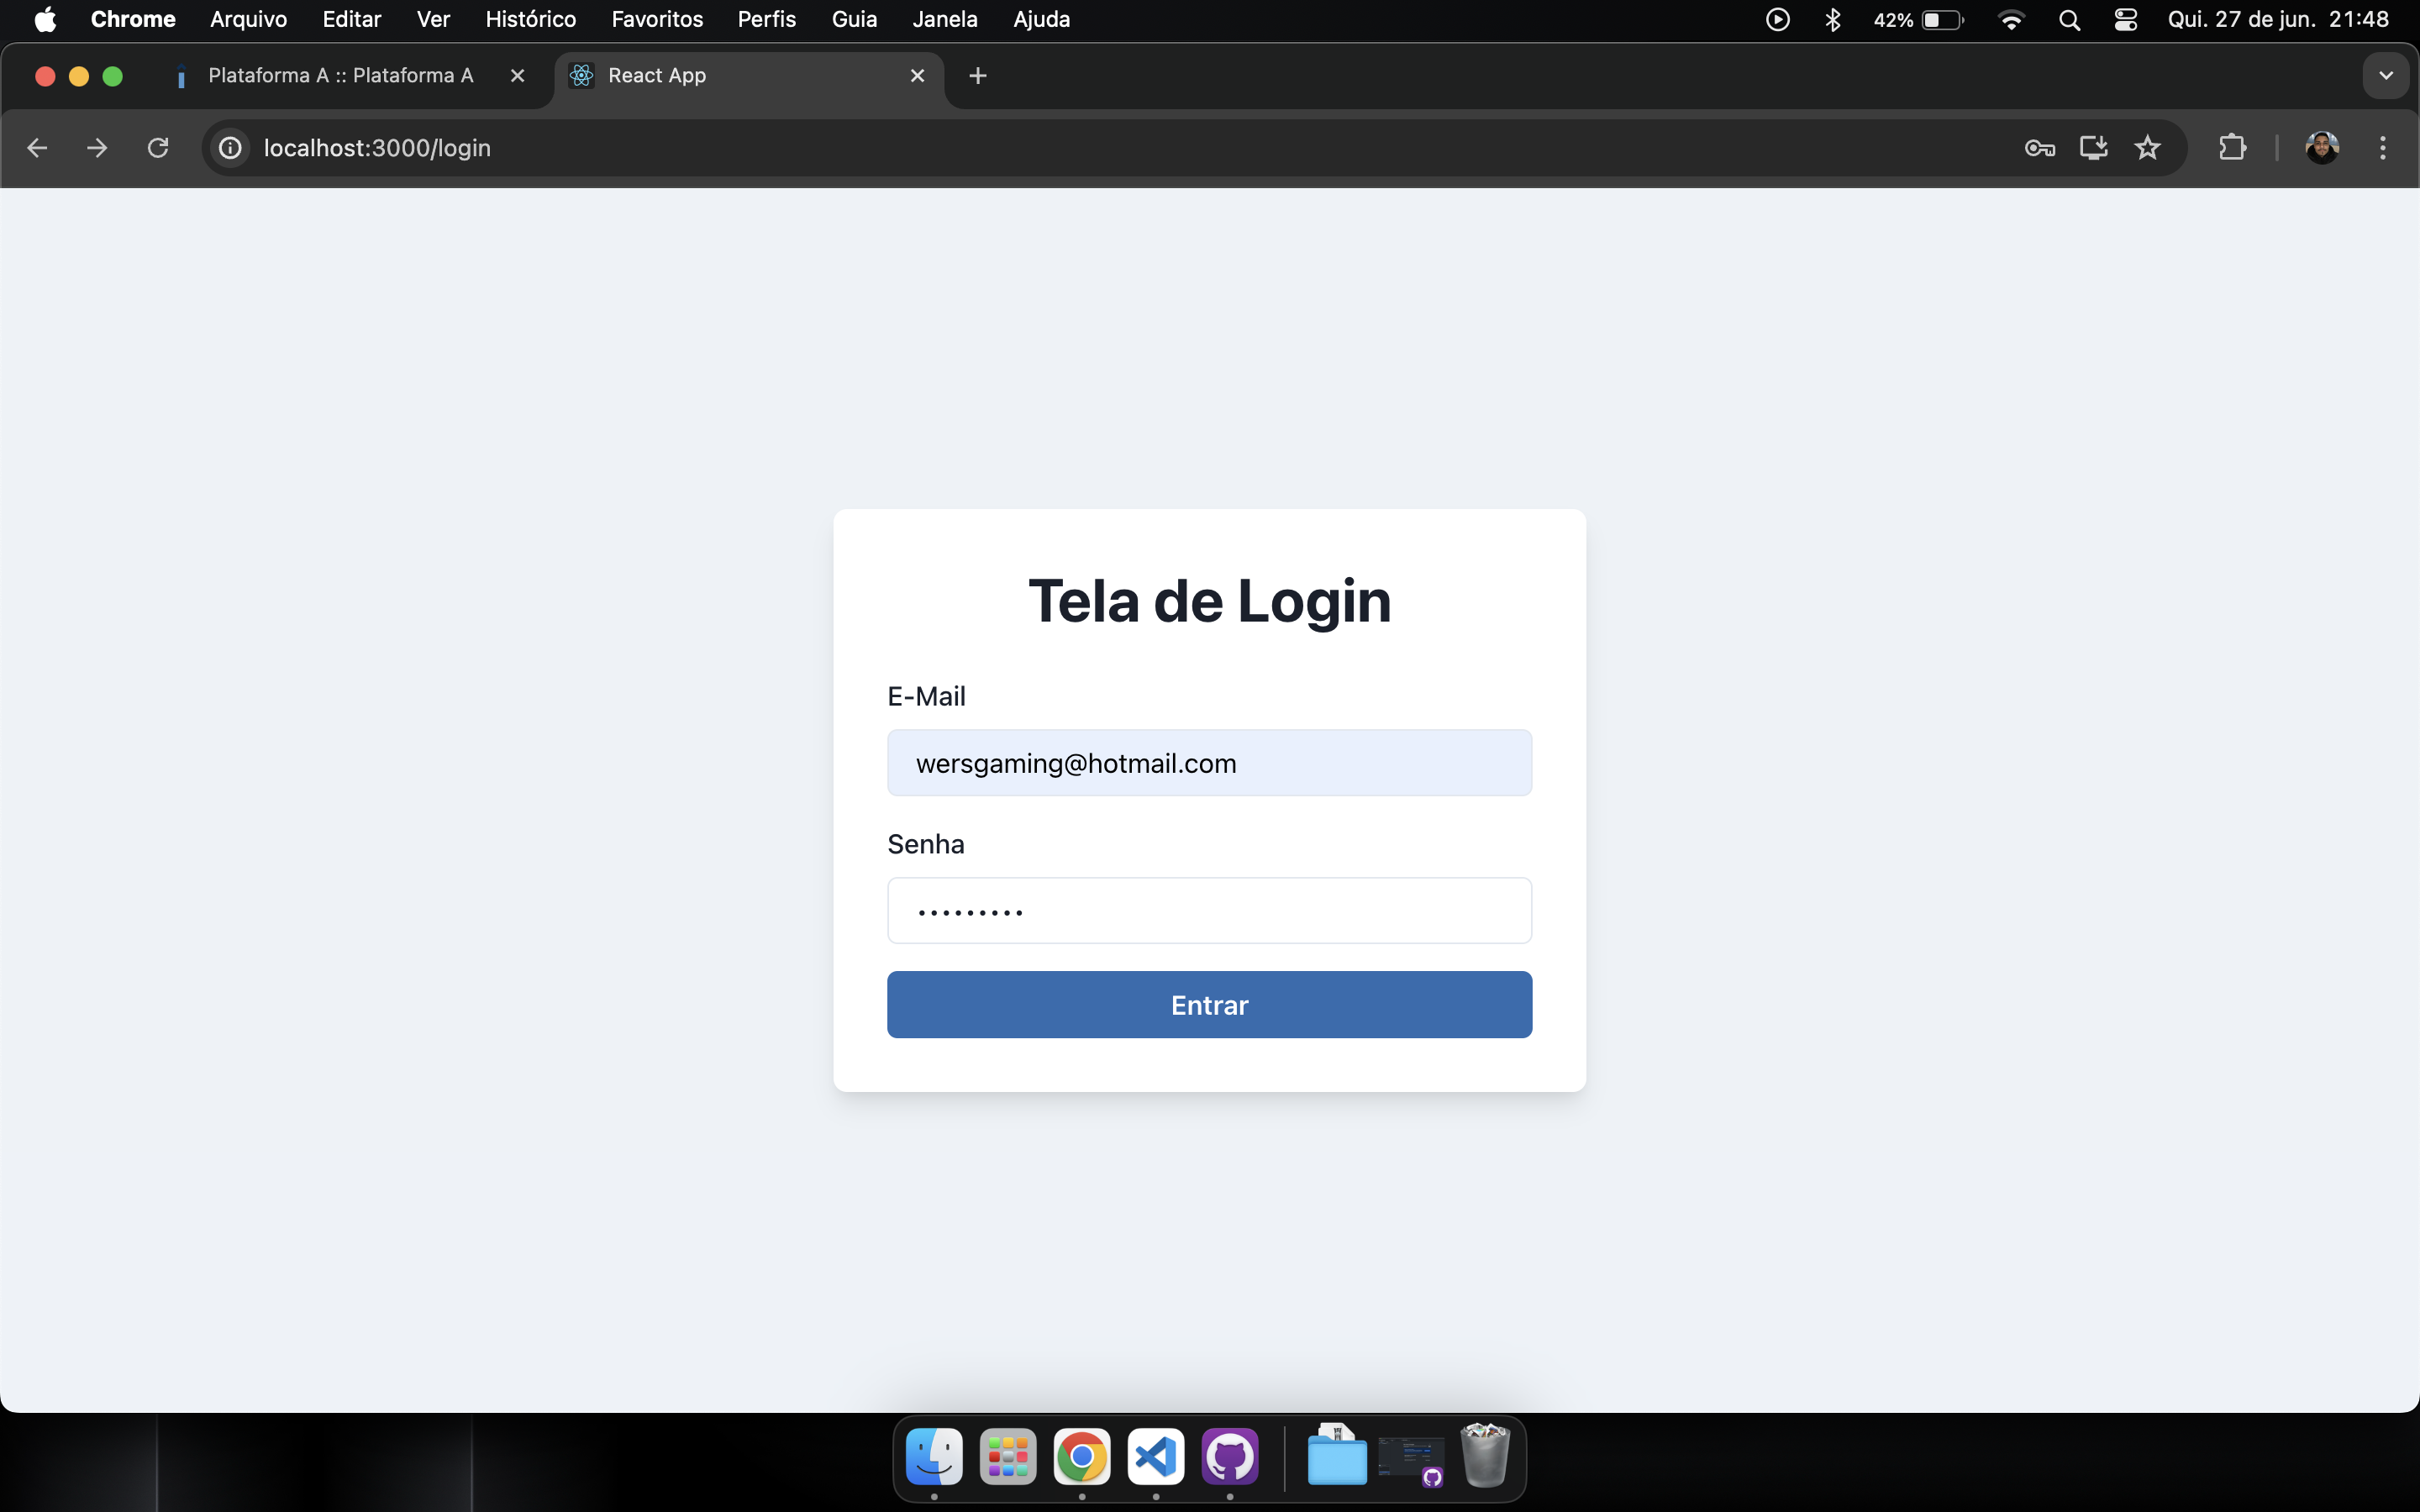 Chrome Arquivo Editar Ver Histórico Favoritos Perfis Guia Janela Ajuda 42% Qui. 27 de jun. 21:48
Plataforma A :: Plataforma A React App
localhost:3000/login
Tela de Login
E-Mail
wersgaming@hotmail.com
Senha
•••••••••
Entrar